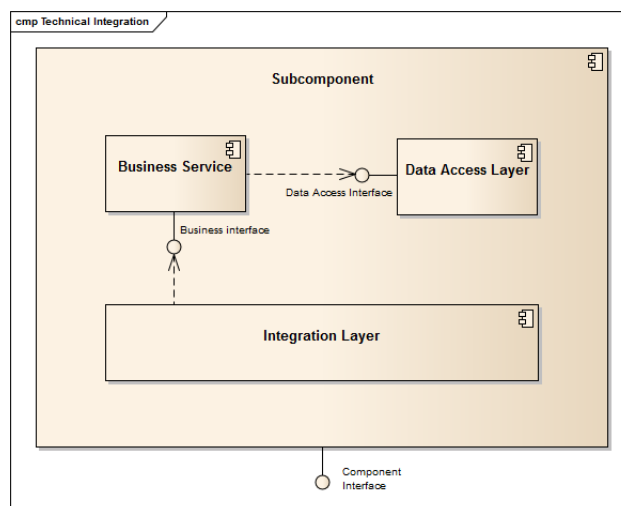 cmp Technical Integration
Subcomponent
Business Service
Data Access Layer
Data Access Interface
Business interface
Integration Layer
Component
Interface